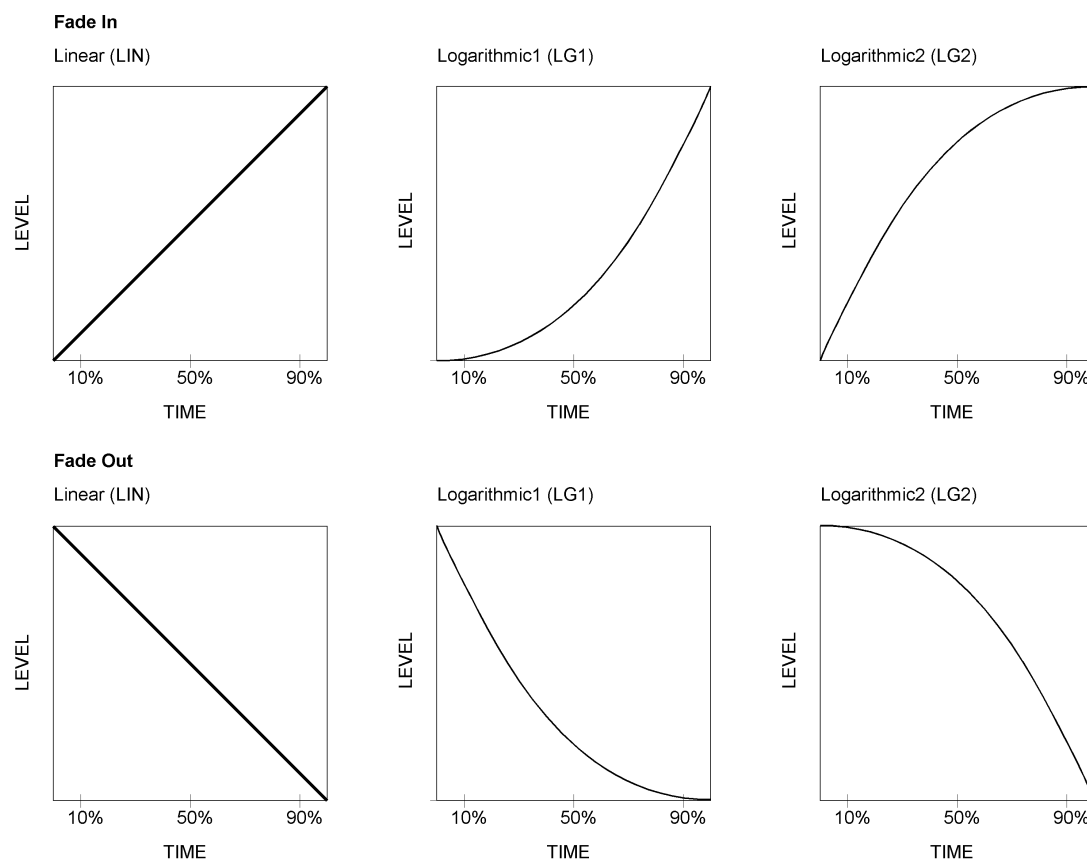 Fade In
Linear (LIN)
Logarithmic1 (LG1)
Logarithmic2 (LG2)
LEVEL
LEVEL
LEVEL
10% 50% 90%
10% 50% 90%
10% 50% 90%
TIME
TIME
TIME
Fade Out
Linear (LIN)
Logarithmic1 (LG1)
Logarithmic2 (LG2)
LEVEL
LEVEL
LEVEL
10% 50% 90%
10% 50% 90%
10% 50% 90%
TIME
TIME
TIME